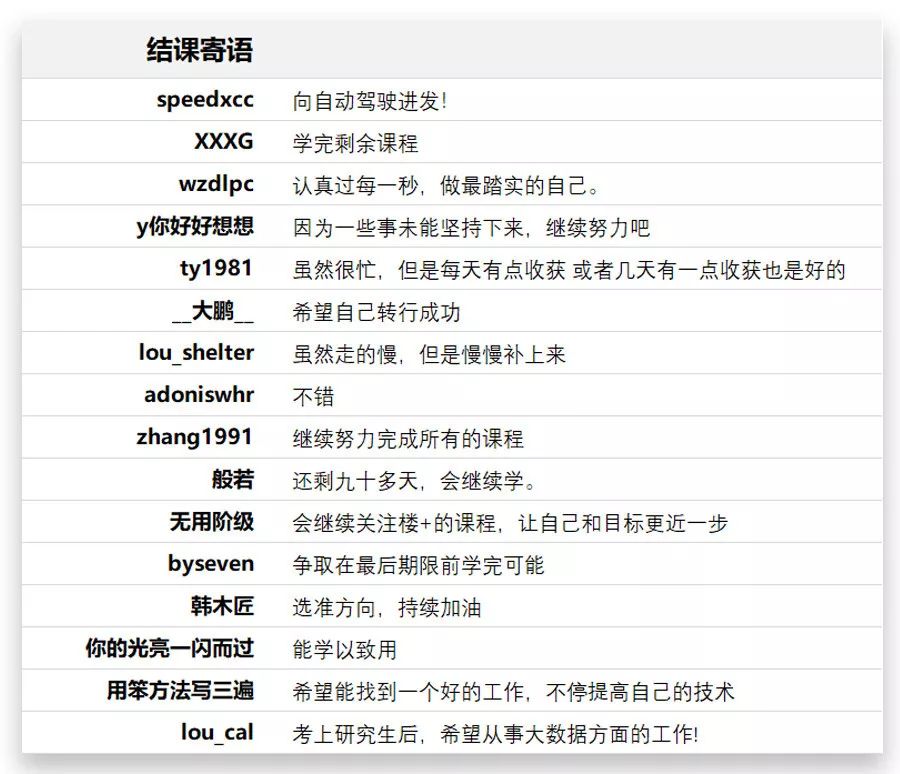 结课寄语
speedxcc 向自动驾驶进发!
XXXG 学完剩余课程
wzdlpc 认真过每一秒，做最踏实的自己。
y你好好想想 因为一些事未能坚持下来，继续努力吧
ty1981 虽然很忙，但是每天有点收获 或者几天有一点收获也是好的
__大鹏__ 希望自己转行成功
lou_shelter 虽然走的慢，但是慢慢补上来
adoniswhr 不错
zhang1991 继续努力完成所有的课程
般若 还剩九十多天，会继续学。
无用阶级 会继续关注楼+的课程，让自己和目标更近一步
byseven 争取在最后期限前学完可能
韩木匠 选准方向，持续加油
你的光亮一闪而过 能学以致用
用笨方法写三遍 希望能找到一个好的工作，不停提高自己的技术
lou_cal 考上研究生后，希望从事大数据方面的工作!